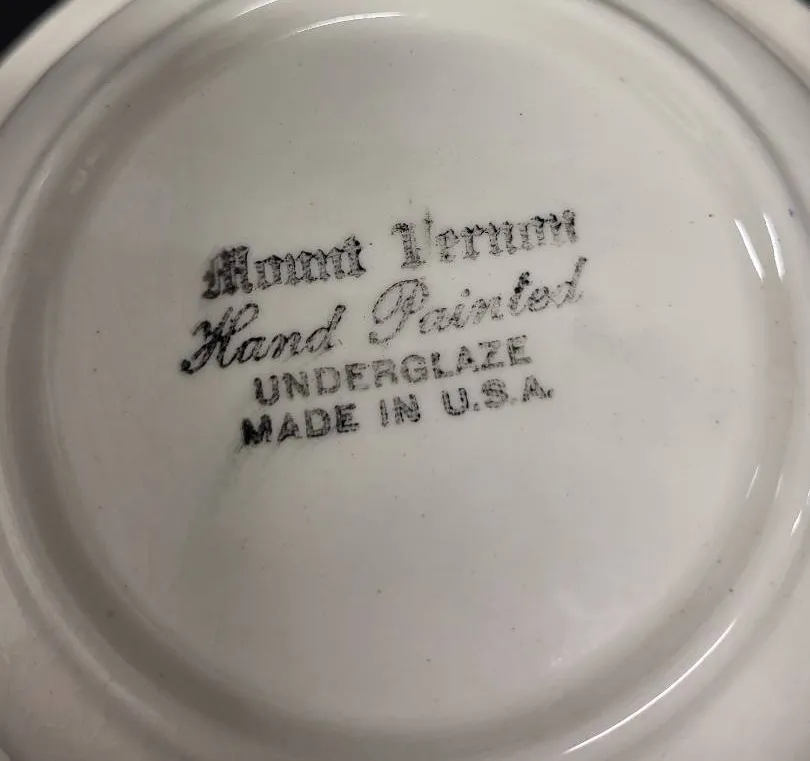 Mount Vernon
Hand Painted
UNDERGLAZE
MADE IN U.S.A.